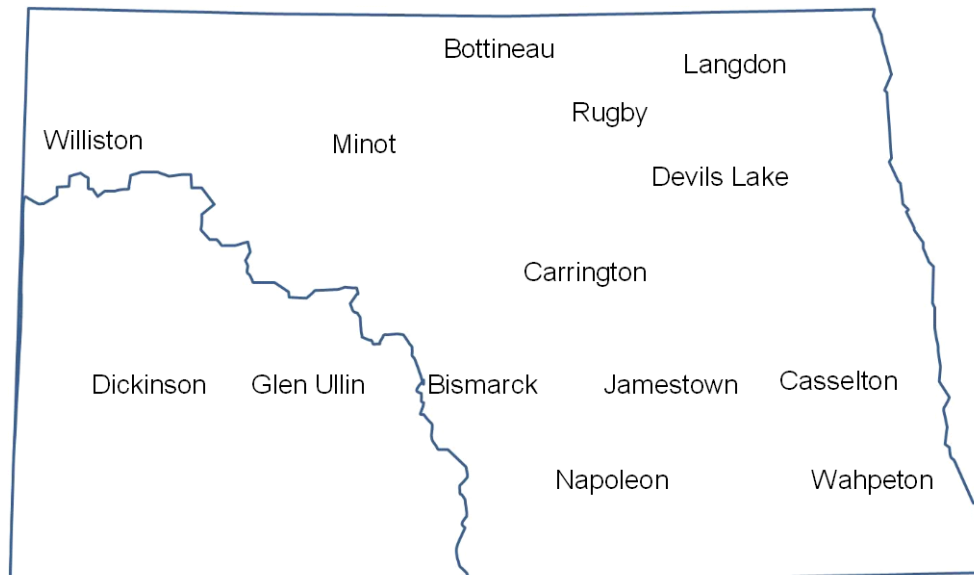 Bottineau
Langdon
Rugby
Williston
Minot
Devils Lake
Carrington
Dickinson
Glen Ullin
Bismarck
Jamestown
Casselton
Napoleon
Wahpeton